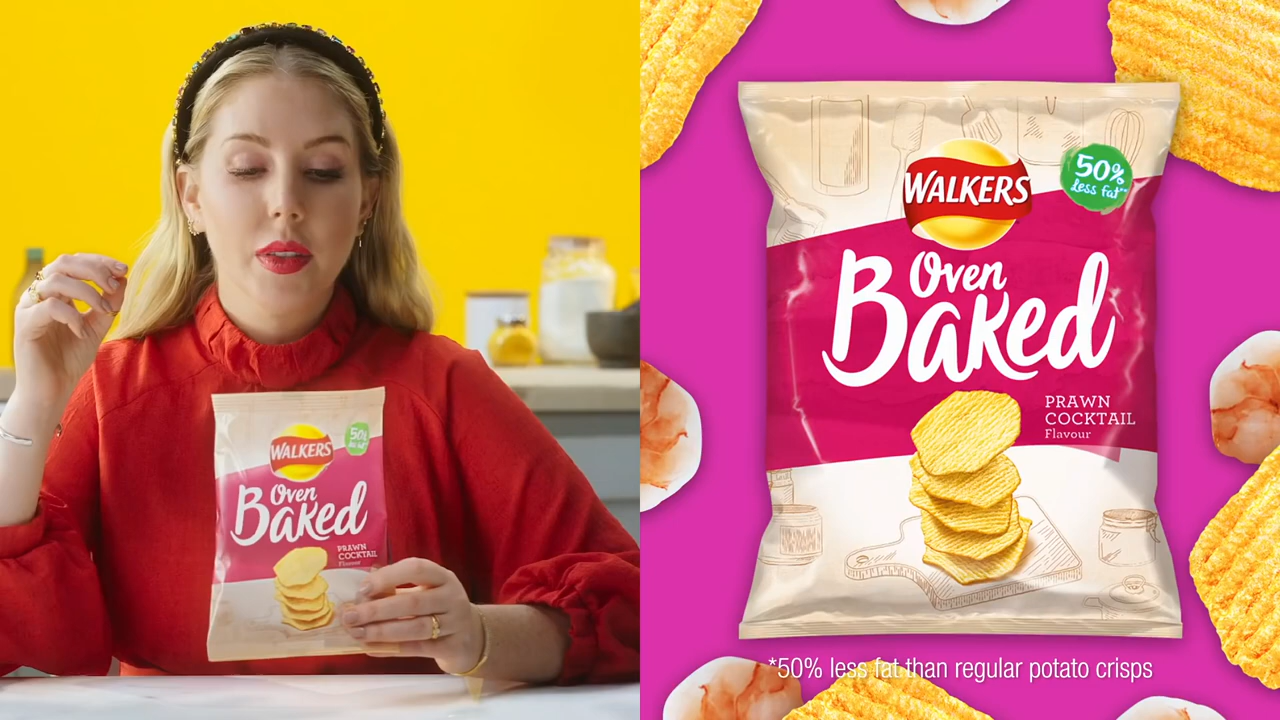 WALKERS
50%
Oven
Baked
PRAWN
COCKTAIL
Flavour
WALKERS
50%
less fat**
Oven
Baked
PRAWN
COCKTAIL
Flavour
*50% less fat than regular potato crisps